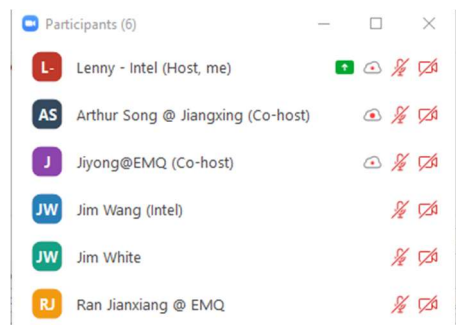 Participants (6)
L- Lenny - Intel (Host, me)
AS Arthur Song @ Jiangxing (Co-host)
J Jiyong@EMQ (Co-host)
JW Jim Wang (Intel)
JW Jim White
RJ Ran Jianxiang @ EMQ